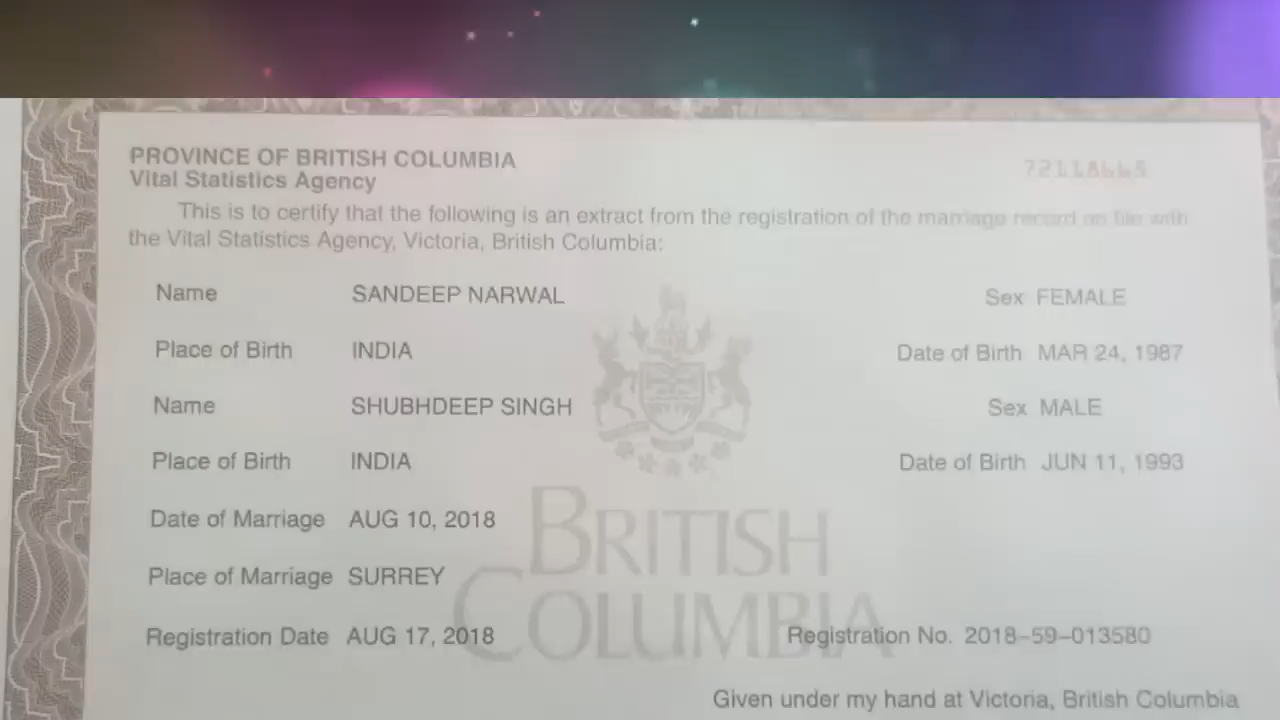 PROVINCE OF BRITISH COLUMBIA
Vital Statistics Agency
72118665
This is to certify that the following is an extract from the registration of the marriage record on file with
the Vital Statistics Agency, Victoria, British Columbia:
Name SANDEEP NARWAL Sex FEMALE
Place of Birth INDIA Date of Birth MAR 24, 1987
Name SHUBHDEEP SINGH Sex MALE
Place of Birth INDIA Date of Birth JUN 11, 1993
Date of Marriage AUG 10, 2018
Place of Marriage SURREY
BRITISH
COLUMBIA
Registration Date AUG 17, 2018 Registration No. 2018-59-013580
Given under my hand at Victoria, British Columbia